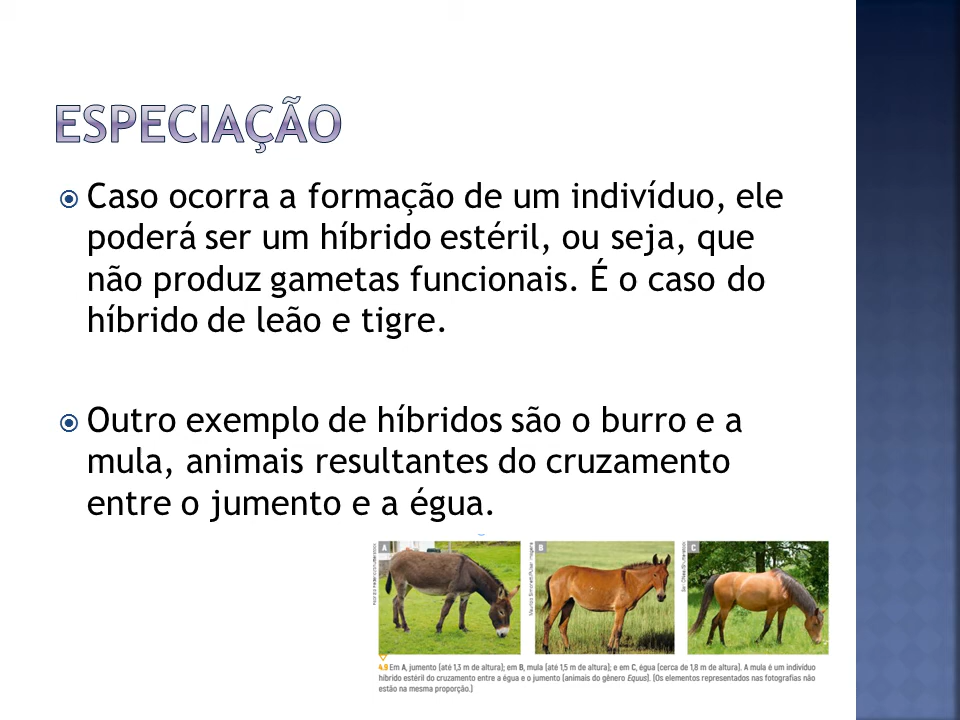 ESPECIAÇÃO
Caso ocorra a formação de um indivíduo, ele
poderá ser um híbrido estéril, ou seja, que
não produz gametas funcionais. É o caso do
híbrido de leão e tigre.
Outro exemplo de híbridos são o burro e a
mula, animais resultantes do cruzamento
entre o jumento e a égua.
A
B
C
4.9 Em A, jumento (até 1,3 m de altura); em B, mula (até 1,5 m de altura); e em C, égua (cerca de 1,8 m de altura). A mula é um indivíduo
híbrido estéril do cruzamento entre a égua e o jumento (animais do gênero Equus). (Os elementos representados nas fotografias não
estão na mesma proporção.)